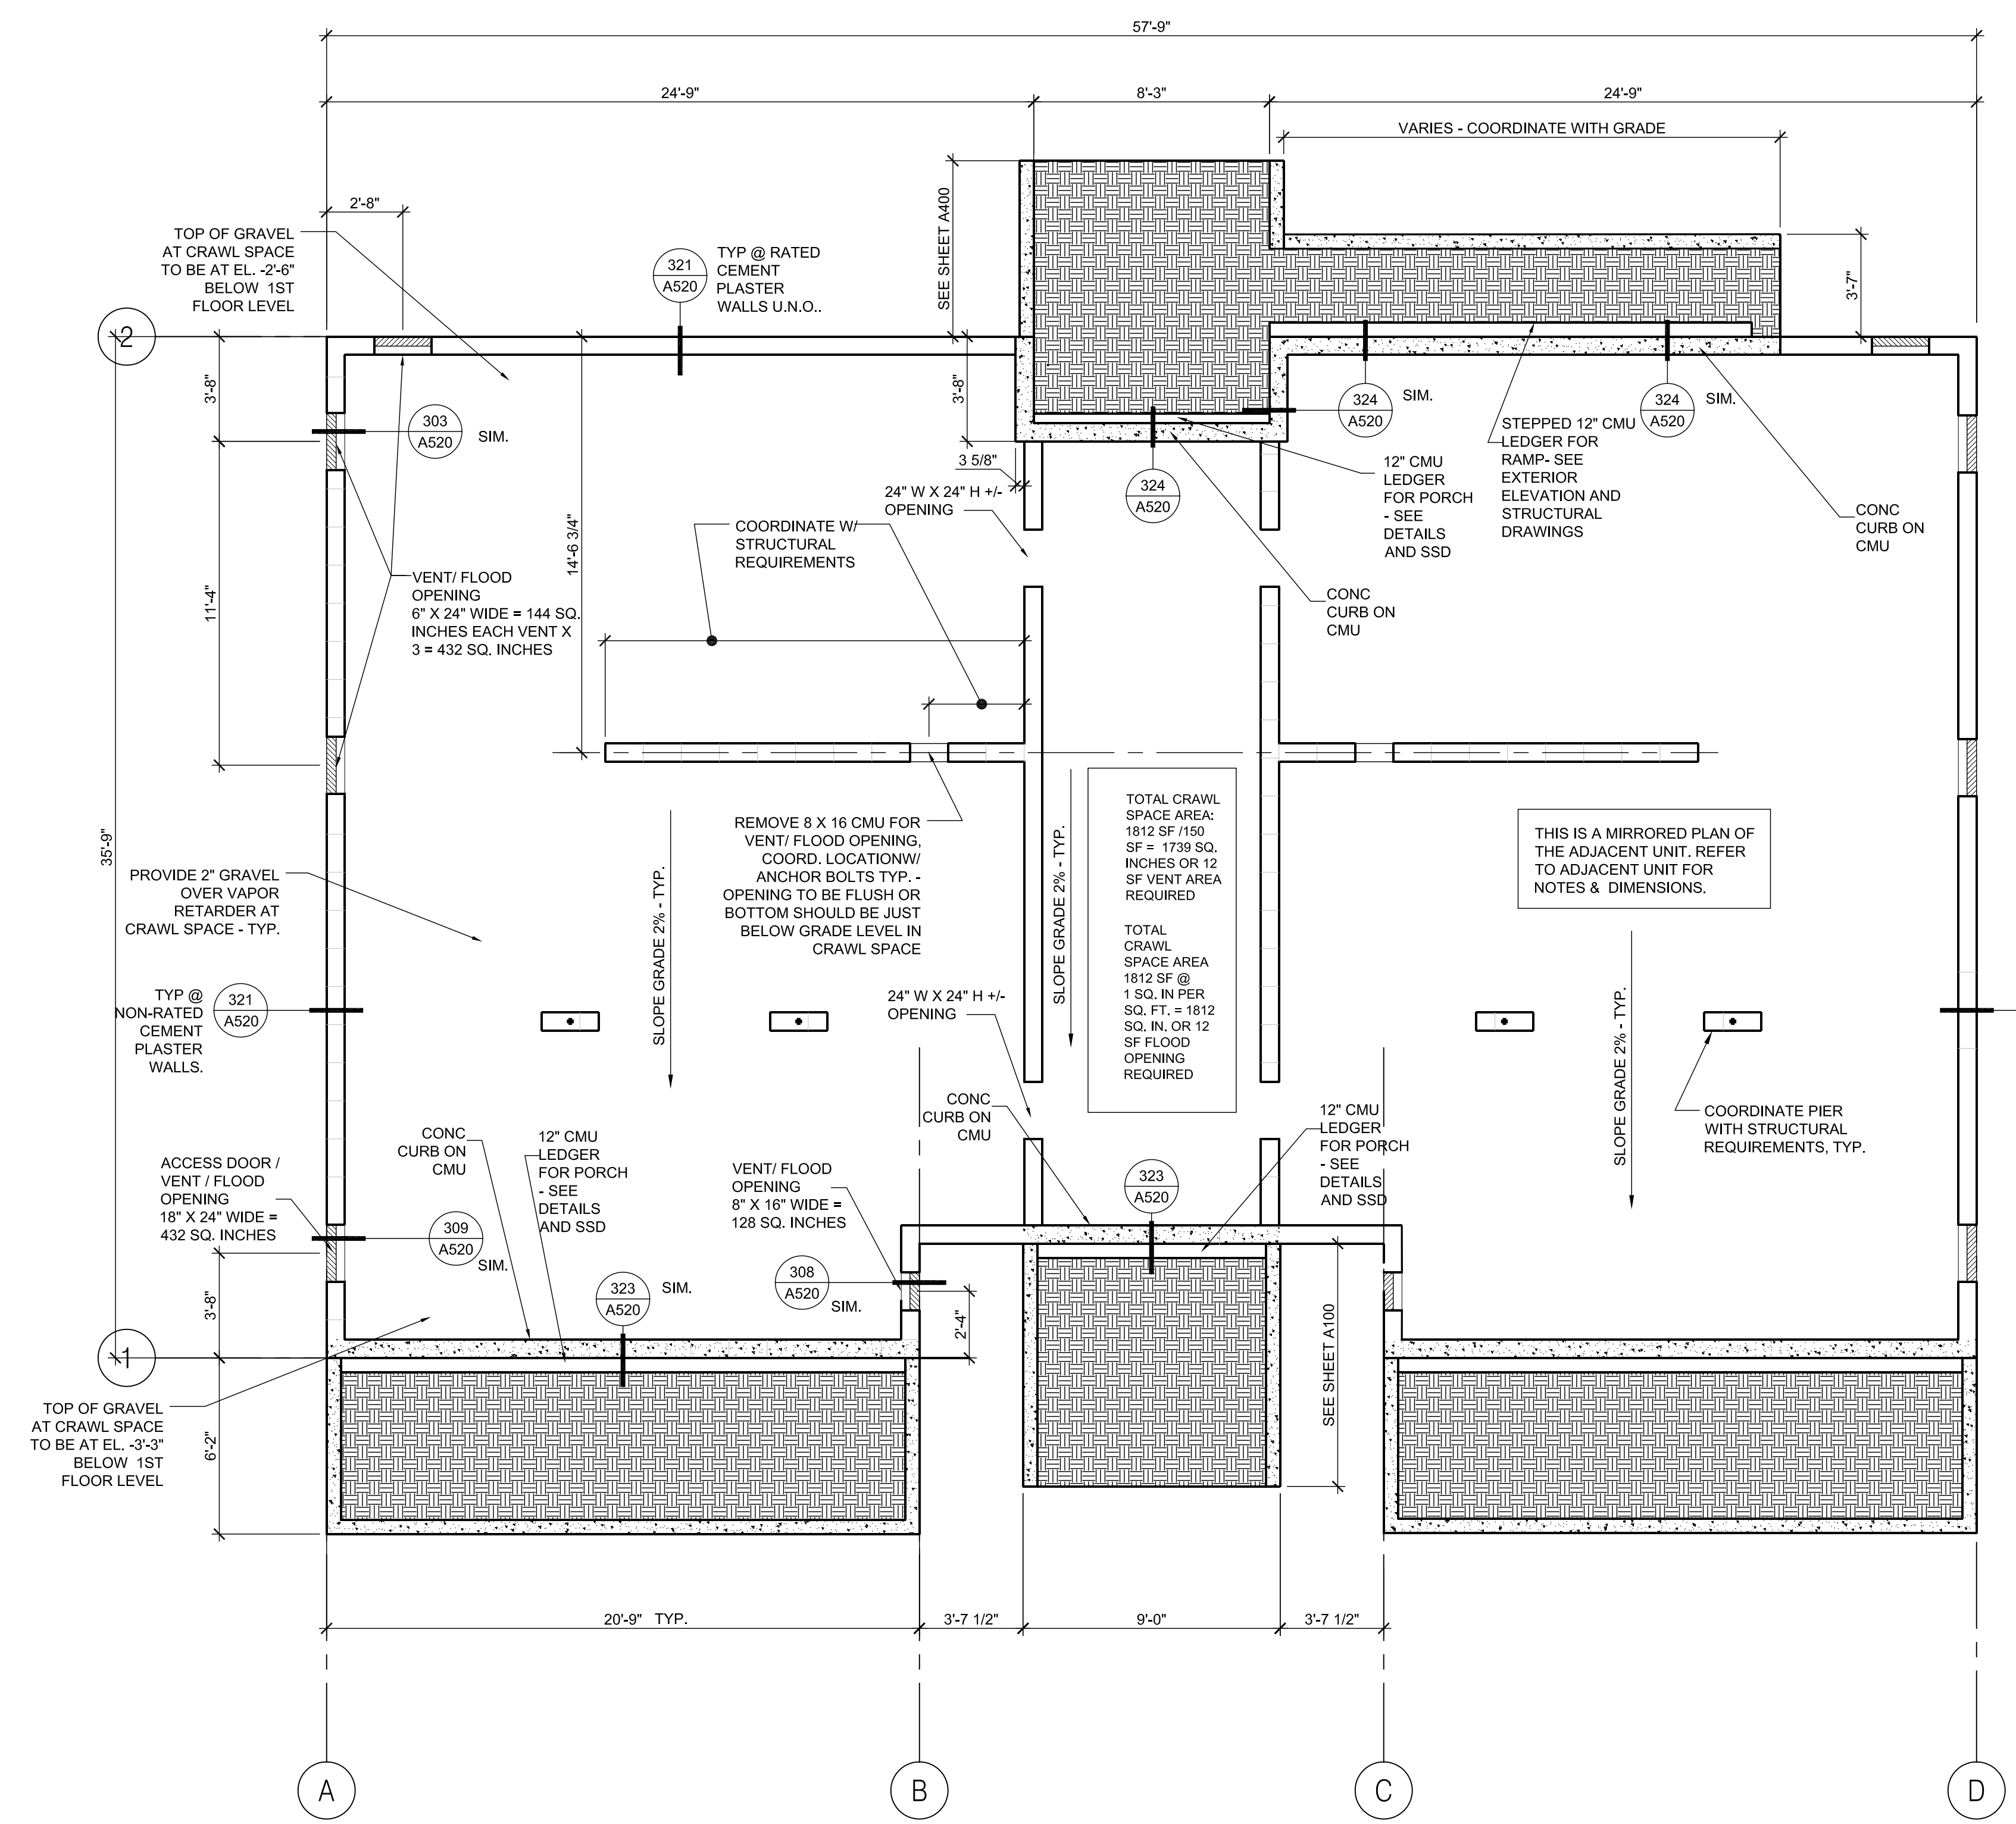 57'-9"
24'-9"
8'-3"
24'-9"
VARIES - COORDINATE WITH GRADE
2'-8"
TOP OF GRAVEL
AT CRAWL SPACE
TO BE AT EL. -2'-6"
BELOW 1ST
FLOOR LEVEL
321
A520
TYP @ RATED
CEMENT
PLASTER
WALLS U.N.O..
SEE SHEET A400
3'-7"
2
3'-8"
3'-8"
303
A520
SIM.
324
A520
SIM.
324
A520
SIM.
324
A520
3 5/8"
24" W X 24" H +/-
OPENING
12" CMU
LEDGER
FOR PORCH
- SEE
DETAILS
AND SSD
STEPPED 12" CMU
LEDGER FOR
RAMP- SEE
EXTERIOR
ELEVATION AND
STRUCTURAL
DRAWINGS
CONC
CURB ON
CMU
COORDINATE W/
STRUCTURAL
REQUIREMENTS
14'-6 3/4"
11'-4"
VENT/ FLOOD
OPENING
6" X 24" WIDE = 144 SQ.
INCHES EACH VENT X
3 = 432 SQ. INCHES
CONC
CURB ON
CMU
35'-9"
PROVIDE 2" GRAVEL
OVER VAPOR
RETARDER AT
CRAWL SPACE - TYP.
REMOVE 8 X 16 CMU FOR
VENT/ FLOOD OPENING,
COORD. LOCATIONW/
ANCHOR BOLTS TYP. -
OPENING TO BE FLUSH OR
BOTTOM SHOULD BE JUST
BELOW GRADE LEVEL IN
CRAWL SPACE
SLOPE GRADE 2% - TYP.
SLOPE GRADE 2% - TYP.
TOTAL CRAWL
SPACE AREA:
1812 SF /150
SF = 1739 SQ.
INCHES OR 12
SF VENT AREA
REQUIRED
TOTAL
CRAWL
SPACE AREA
1812 SF @
1 SQ. IN PER
SQ. FT. = 1812
SQ. IN. OR 12
SF FLOOD
OPENING
REQUIRED
THIS IS A MIRRORED PLAN OF
THE ADJACENT UNIT. REFER
TO ADJACENT UNIT FOR
NOTES & DIMENSIONS.
SLOPE GRADE 2% - TYP.
TYP @
NON-RATED
CEMENT
PLASTER
WALLS.
321
A520
24" W X 24" H +/-
OPENING
CONC
CURB ON
CMU
COORDINATE PIER
WITH STRUCTURAL
REQUIREMENTS, TYP.
ACCESS DOOR /
VENT / FLOOD
OPENING
18" X 24" WIDE =
432 SQ. INCHES
CONC
CURB ON
CMU
12" CMU
LEDGER
FOR PORCH
- SEE
DETAILS
AND SSD
VENT/ FLOOD
OPENING
8" X 16" WIDE =
128 SQ. INCHES
12" CMU
LEDGER
FOR PORCH
- SEE
DETAILS
AND SSD
323
A520
309
A520
SIM.
323
A520
SIM.
308
A520
SIM.
3'-8"
2'-4"
SEE SHEET A100
1
TOP OF GRAVEL
AT CRAWL SPACE
TO BE AT EL. -3'-3"
BELOW 1ST
FLOOR LEVEL
6'-2"
20'-9" TYP.
3'-7 1/2"
9'-0"
3'-7 1/2"
A
B
C
D